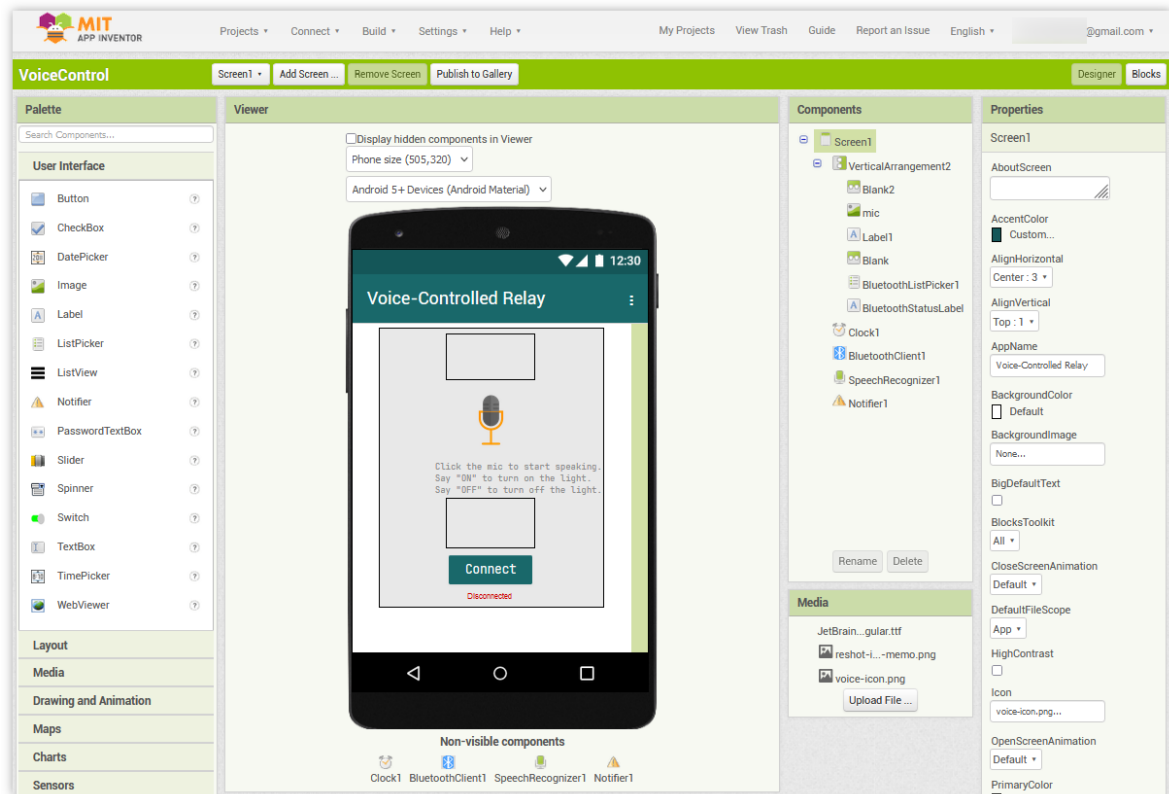 MIT
APP INVENTOR
Projects
Connect
Build
Settings
Help
My Projects
View Trash
Guide
Report an Issue
English
@gmail.com
VoiceControl
Screen1
Add Screen ...
Remove Screen
Publish to Gallery
Designer
Blocks
Palette
Search Components...
User Interface
Button
CheckBox
DatePicker
Image
Label
ListPicker
ListView
Notifier
PasswordTextBox
Slider
Spinner
Switch
TextBox
TimePicker
WebViewer
Layout
Media
Drawing and Animation
Maps
Charts
Sensors
Viewer
Display hidden components in Viewer
Phone size (505,320)
Android 5+ Devices (Android Material)
12:30
Voice-Controlled Relay
Click the mic to start speaking.
Say "ON" to turn on the light.
Say "OFF" to turn off the light.
Connect
Disconnected
Non-visible components
Clock1
BluetoothClient1
SpeechRecognizer1
Notifier1
Components
Screen1
VerticalArrangement2
Blank2
mic
Label1
Blank
BluetoothListPicker1
BluetoothStatusLabel
Clock1
BluetoothClient1
SpeechRecognizer1
Notifier1
Rename
Delete
Media
JetBrain...gular.ttf
reshot-i...-memo.png
voice-icon.png
Upload File ...
Properties
Screen1
AboutScreen
AccentColor
Custom...
AlignHorizontal
Center : 3
AlignVertical
Top : 1
AppName
Voice-Controlled Relay
BackgroundColor
Default
BackgroundImage
None...
BigDefaultText
BlocksToolkit
All
CloseScreenAnimation
Default
DefaultFileScope
App
HighContrast
Icon
voice-icon.png...
OpenScreenAnimation
Default
PrimaryColor